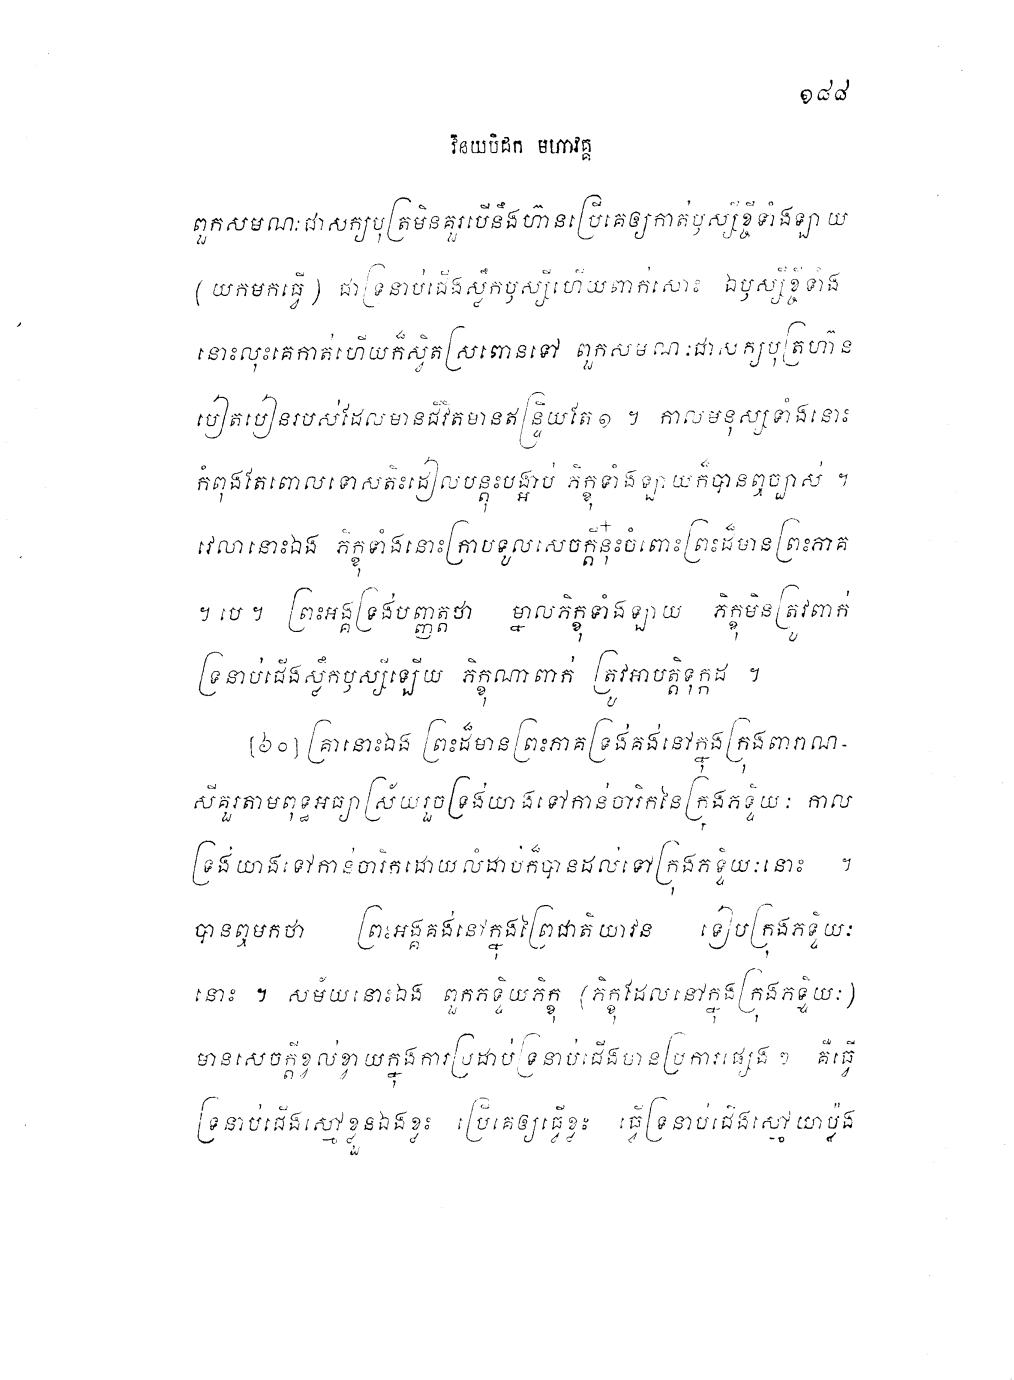 ១៨៨
វិនយបិដក មហាវគ្គ
ពួកសមណៈជាសក្យបុត្រមិនគួរបើនឹងហ៊ានប្រើគេឲ្យកាត់ឫស្សីខ្ចីទាំងឡាយ
(យកមកធ្វើ) ជាទ្រនាប់ជើងស្លឹកឫស្សីហើយពាក់សោះ ឯឫស្សីខ្ចីទាំង
នោះលុះគេកាត់ហើយក៏ស្វិតស្រពោនទៅ ពួកសមណៈជាសក្យបុត្រហ៊ាន
បៀតបៀនរបស់ដែលមានជីវិតមានឥន្ទ្រិយតែ១ ។ កាលមនុស្សទាំងនោះ
កំពុងតែពោលទោសតិះដៀលបន្តុះបង្អាប់ ភិក្ខុទាំងឡាយក៏បានឮច្បាស់ ។
វេលានោះឯង ភិក្ខុទាំងនោះក្រាបទូលសេចក្តីនុ៎ះចំពោះព្រះដ៏មានព្រះភាគ
។ បេ ។ ព្រះអង្គទ្រង់បញ្ញត្តថា ម្នាលភិក្ខុទាំងឡាយ ភិក្ខុមិនត្រូវពាក់
ទ្រនាប់ជើងស្លឹកឫស្សីឡើយ ភិក្ខុណាពាក់ ត្រូវអាបត្តិទុក្កដ ។
[៦០] គ្រានោះឯង ព្រះដ៏មានព្រះភាគទ្រង់គង់នៅក្នុងក្រុងពារាណ-
សីគួរតាមពុទ្ធអធ្យាស្រ័យរួចទ្រង់យាងទៅកាន់ចារិកនៃក្រុងភទ្ទិយៈ កាល
ទ្រង់យាងទៅកាន់ចារិកដោយលំដាប់ក៏បានដល់ទៅក្រុងភទ្ទិយៈនោះ ។
បានឮមកថា ព្រះអង្គគង់នៅក្នុងព្រៃជាតិយាវន ទៀបក្រុងភទ្ទិយៈ
នោះ ។ សម័យនោះឯង ពួកភទ្ទិយភិក្ខុ (ភិក្ខុដែលនៅក្នុងក្រុងភទ្ទិយៈ)
មានសេចក្តីខ្វល់ខ្វាយក្នុងការប្រដាប់ទ្រនាប់ជើងមានប្រការផ្សេង ៗ គឺធ្វើ
ទ្រនាប់ជើងស្មៅខ្លួនឯងខ្លះ ប្រើគេឲ្យធ្វើខ្លះ ធ្វើទ្រនាប់ជើងស្មៅយាប្លង